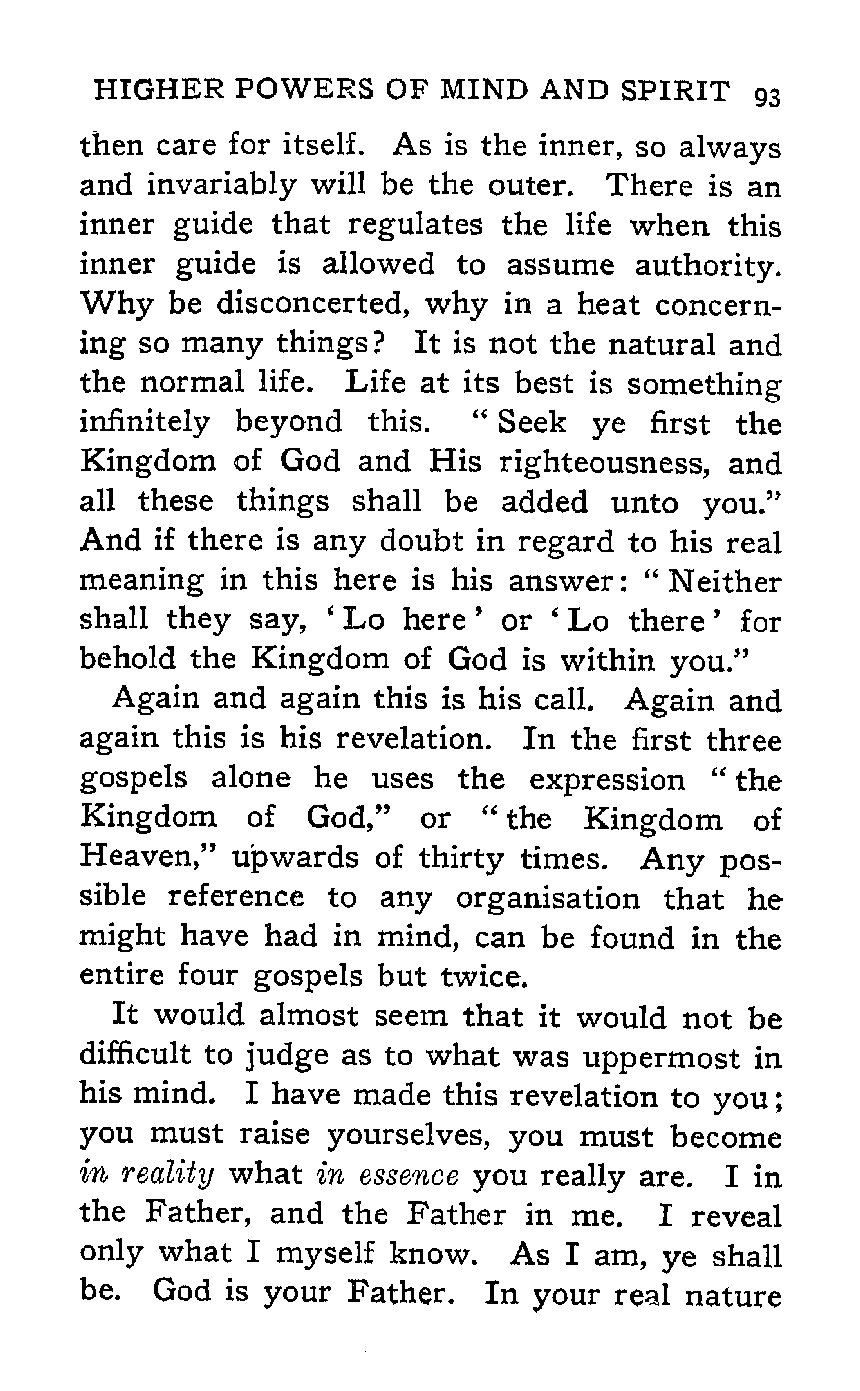 HIGHER POWERS OF MIND AND SPIRIT 93
then care for itself. As is the inner, so always
and invariably will be the outer. There is an
inner guide that regulates the life when this
inner guide is allowed to assume authority.
Why be disconcerted, why in a heat concern-
ing so many things? It is not the natural and
the normal life. Life at its best is something
infinitely beyond this. “ Seek ye first the
Kingdom of God and His righteousness, and
all these things shall be added unto you.”
And if there is any doubt in regard to his real
meaning in this here is his answer: “ Neither
shall they say, ‘ Lo here ’ or ‘ Lo there ’ for
behold the Kingdom of God is within you.”
Again and again this is his call. Again and
again this is his revelation. In the first three
gospels alone he uses the expression “ the
Kingdom of God,” or “ the Kingdom of
Heaven,” upwards of thirty times. Any pos-
sible reference to any organisation that he
might have had in mind, can be found in the
entire four gospels but twice.
It would almost seem that it would not be
difficult to judge as to what was uppermost in
his mind. I have made this revelation to you;
you must raise yourselves, you must become
in reality what in essence you really are. I in
the Father, and the Father in me. I reveal
only what I myself know. As I am, ye shall
be. God is your Father. In your real nature